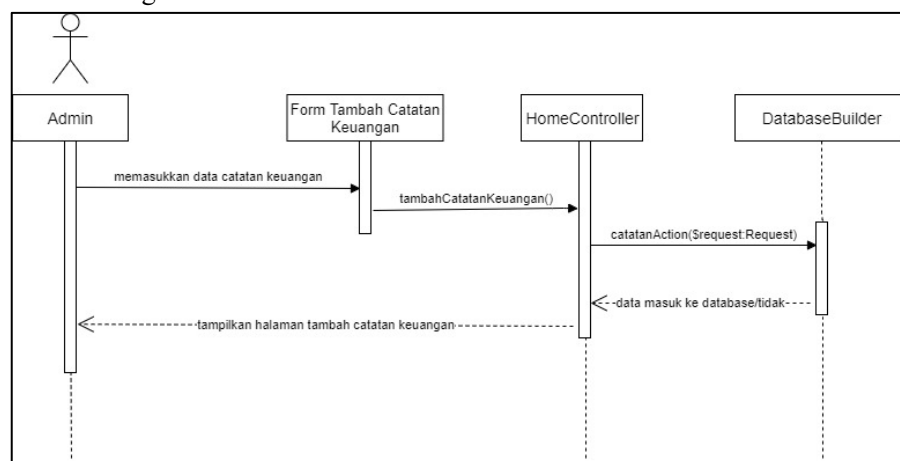 Admin
Form Tambah Catatan
Keuangan
HomeController
DatabaseBuilder
memasukkan data catatan keuangan
tambahCatatanKeuangan()
catatanAction($request:Request)
data masuk ke database/tidak
tampilkan halaman tambah catatan keuangan